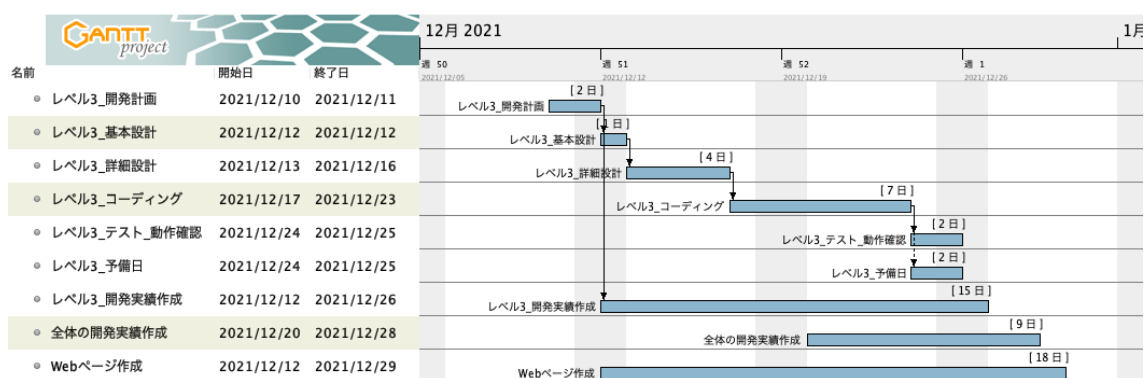 GANTT project
12月 2021
1月
週 50
週 51
週 52
週 1
名前 開始日 終了日
2021/12/05
2021/12/12
2021/12/19
2021/12/26
レベル3_開発計画 2021/12/10 2021/12/11
レベル3_開発計画 [2日]
レベル3_基本設計 2021/12/12 2021/12/12
レベル3_基本設計 [1日]
レベル3_詳細設計 2021/12/13 2021/12/16
レベル3_詳細設計 [4日]
レベル3_コーディング 2021/12/17 2021/12/23
レベル3_コーディング [7日]
レベル3_テスト_動作確認 2021/12/24 2021/12/25
レベル3_テスト_動作確認 [2日]
レベル3_予備日 2021/12/24 2021/12/25
レベル3_予備日 [2日]
レベル3_開発実績作成 2021/12/12 2021/12/26
レベル3_開発実績作成 [15日]
全体の開発実績作成 2021/12/20 2021/12/28
全体の開発実績作成 [9日]
Webページ作成 2021/12/12 2021/12/29
Webページ作成 [18日]